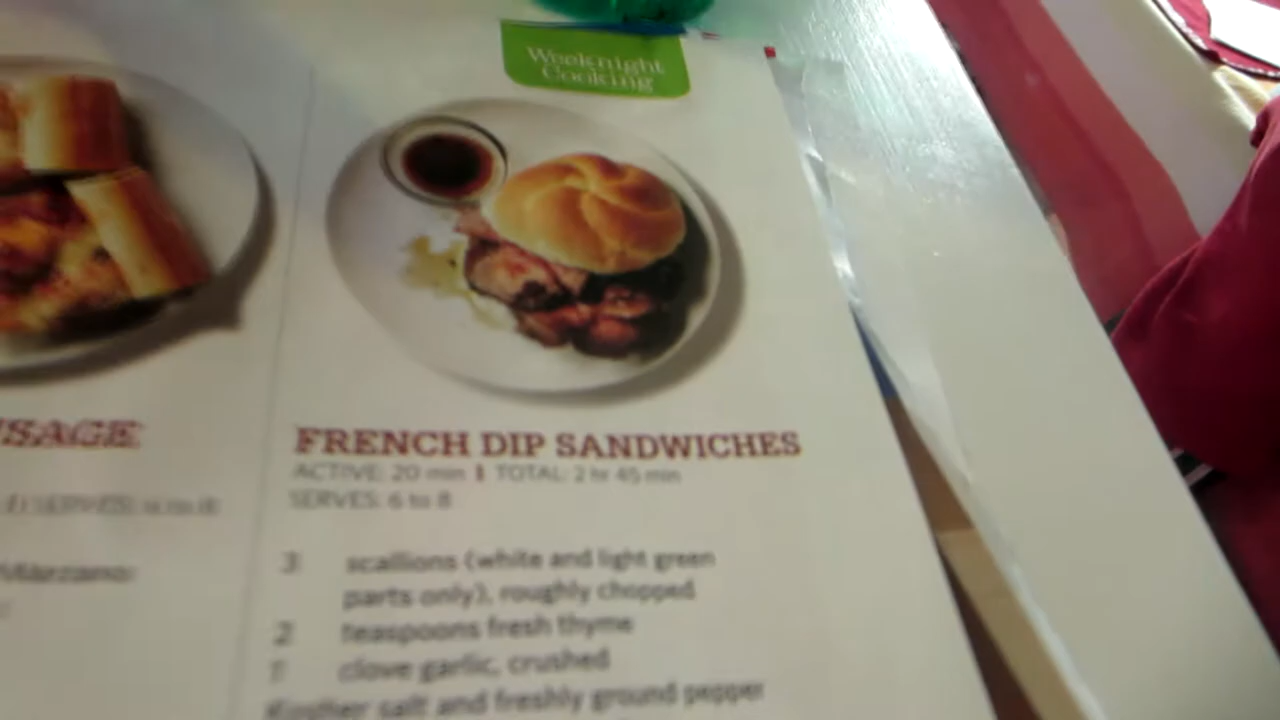 Weeknight
Cooking
USAGE
SERVES:
FRENCH DIP SANDWICHES
ACTIVE: 20 min | TOTAL: 2 hr 45 min
SERVES: 6 to 8
3 scallions (white and light green
parts only), roughly chopped
2 teaspoons fresh thyme
1 clove garlic, crushed
Kosher salt and freshly ground pepper